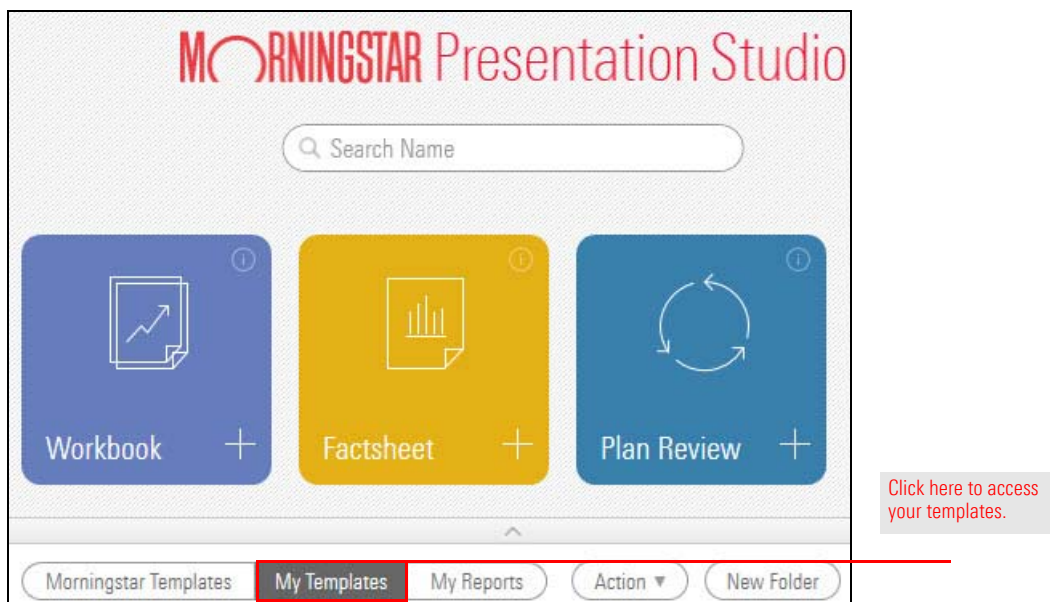 MORNINGSTAR Presentation Studio
Search Name
Workbook
Factsheet
Plan Review
Click here to access
your templates.
Morningstar Templates
My Templates
My Reports
Action ▼
New Folder